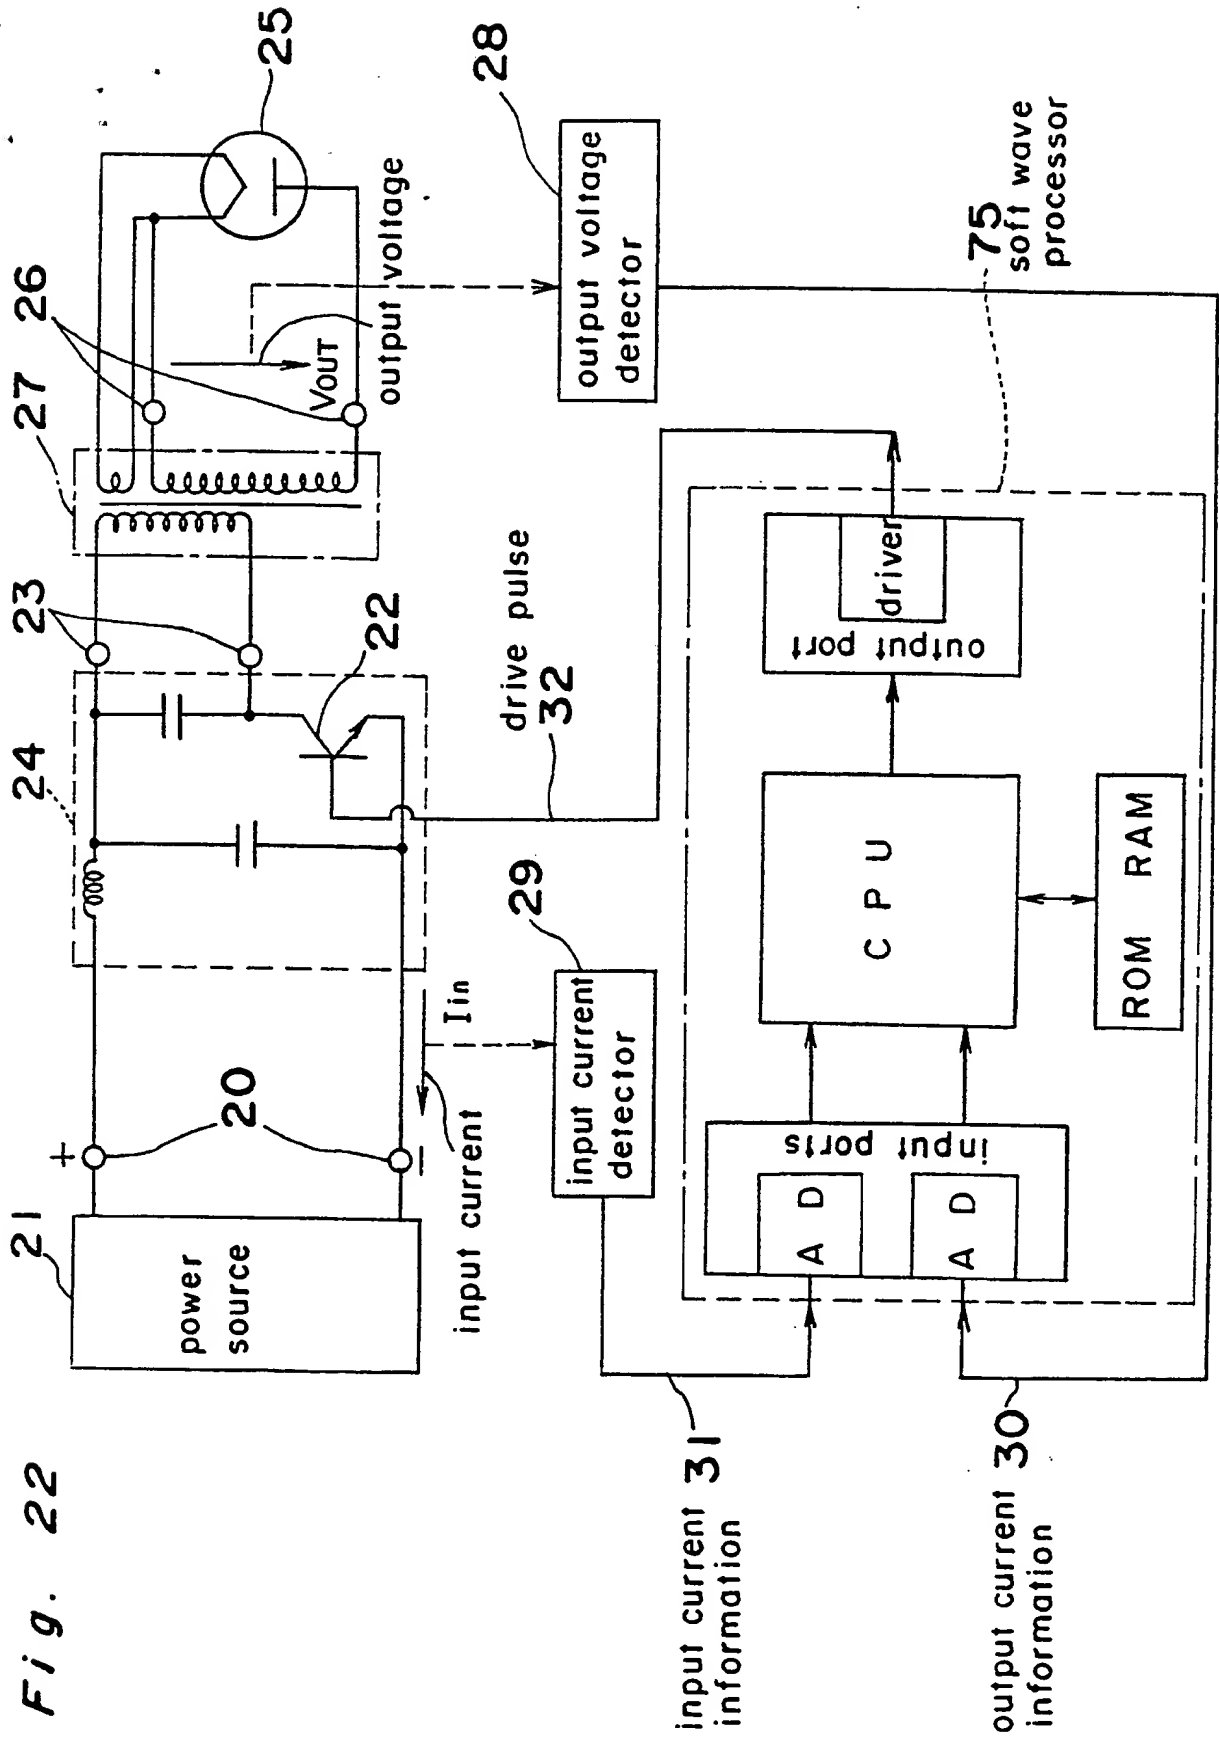 Fig. 22
21
power
source
+
−
20
input current
Iin
24
22
23
27
26
25
VOUT
output voltage
28
output voltage
detector
29
input current
detector
drive pulse
32
31
input current
information
30
output current
information
75
soft wave
processor
input ports
A D
A D
CPU
ROM RAM
output port
driver